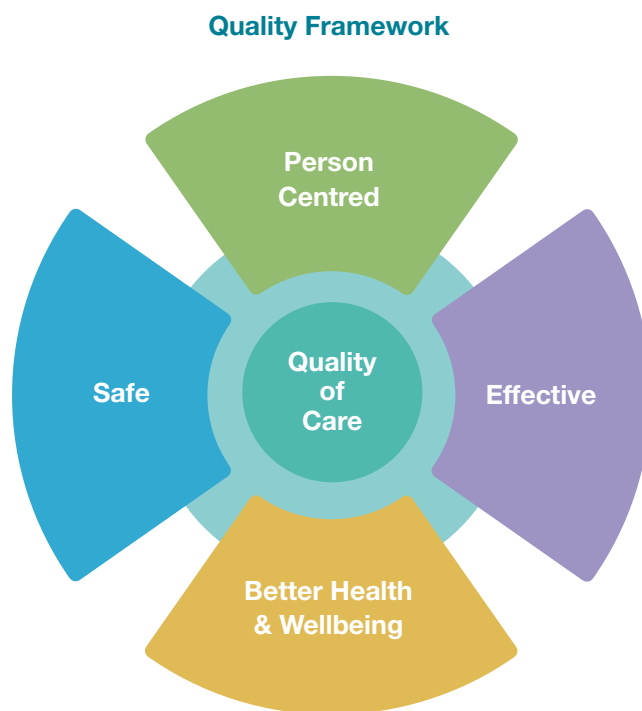 Quality Framework
Person
Centred
Safe
Quality
of
Care
Effective
Better Health
& Wellbeing